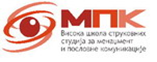 МПК
Висока школа струковних
студија за менаџмент
и пословне комуникације